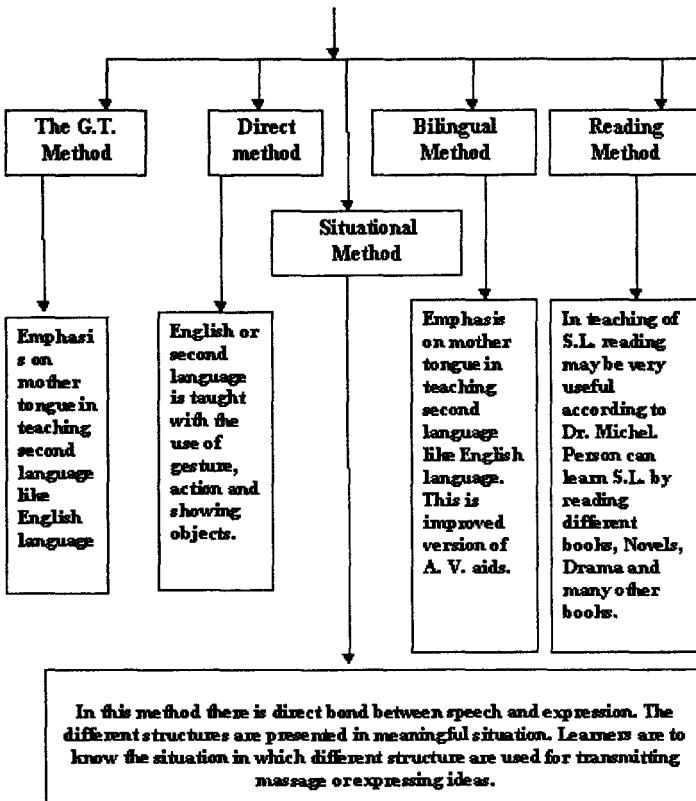 The G.T.
Method
Direct
method
Bilingual
Method
Reading
Method
Situational
Method
Emphasi
s on
mother
tongue in
teaching
second
language
like
English
language
English or
second
language
is taught
with the
use of
gesture,
action and
showing
objects.
Emphasis
on mother
tongue in
teaching
second
language
like English
language.
This is
improved
version of
A. V. aids.
In teaching of
S.L. reading
may be very
useful
according to
Dr. Michel.
Person can
learn S.L. by
reading
different
books, Novels,
Drama and
many other
books.
In this method there is direct bond between speech and expression. The
different structures are presented in meaningful situation. Learners are to
know the situation in which different structure are used for transmitting
massage or expressing ideas.